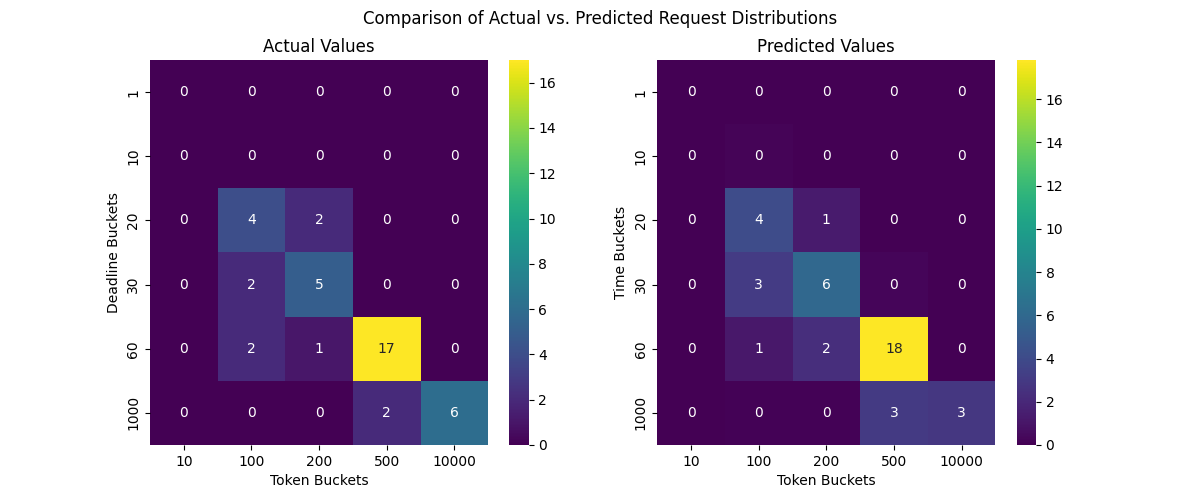 Comparison of Actual vs. Predicted Request Distributions
Actual Values
Deadline Buckets
1 0 0 0 0 0
10 0 0 0 0 0
20 0 4 2 0 0
30 0 2 5 0 0
60 0 2 1 17 0
1000 0 0 0 2 6
10 100 200 500 10000
Token Buckets
16
14
12
10
8
6
4
2
0
Predicted Values
Time Buckets
1 0 0 0 0 0
10 0 0 0 0 0
20 0 4 1 0 0
30 0 3 6 0 0
60 0 1 2 18 0
1000 0 0 0 3 3
10 100 200 500 10000
Token Buckets
16
14
12
10
8
6
4
2
0